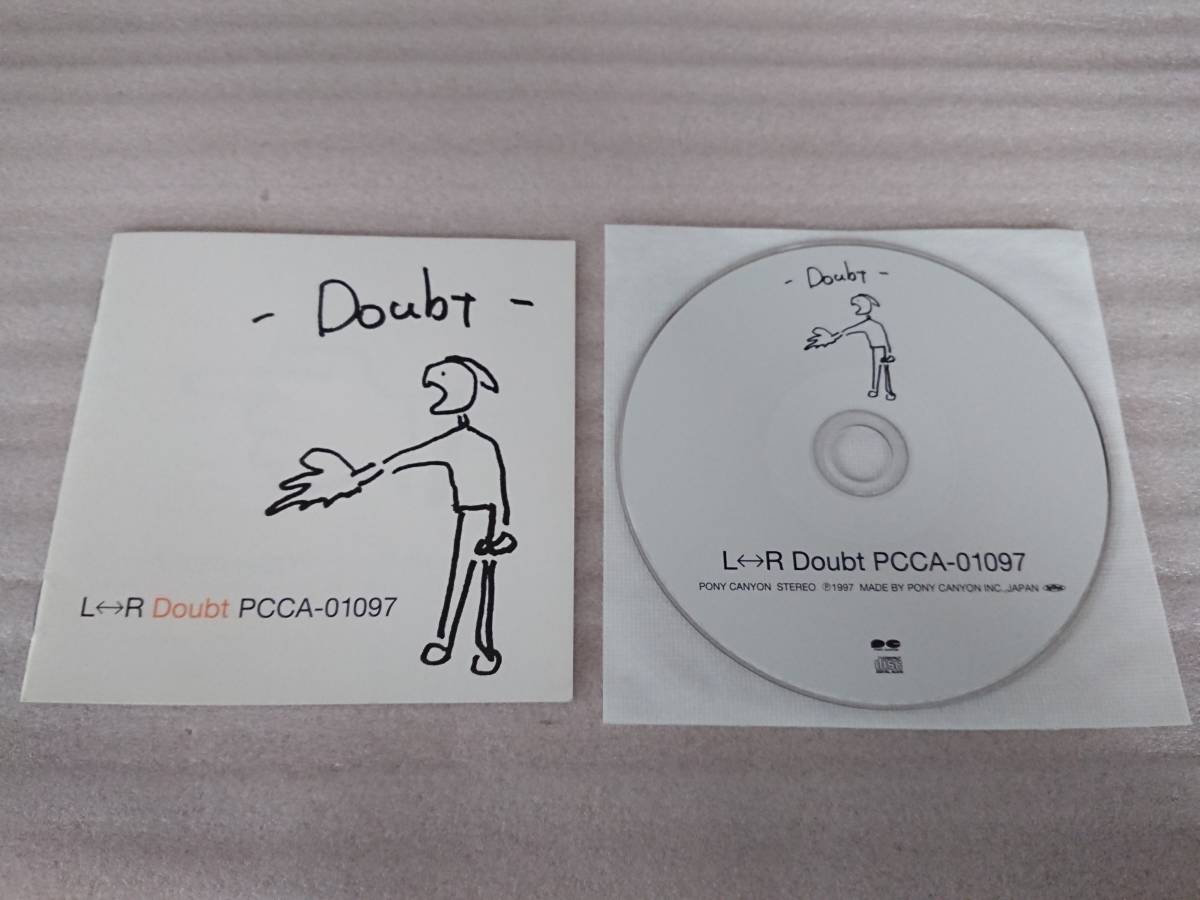 - Doubt -
L↔R Doubt PCCA-01097
- Doubt -
L↔R Doubt PCCA-01097
PONY CANYON STEREO ℗1997 MADE BY PONY CANYON INC. JAPAN